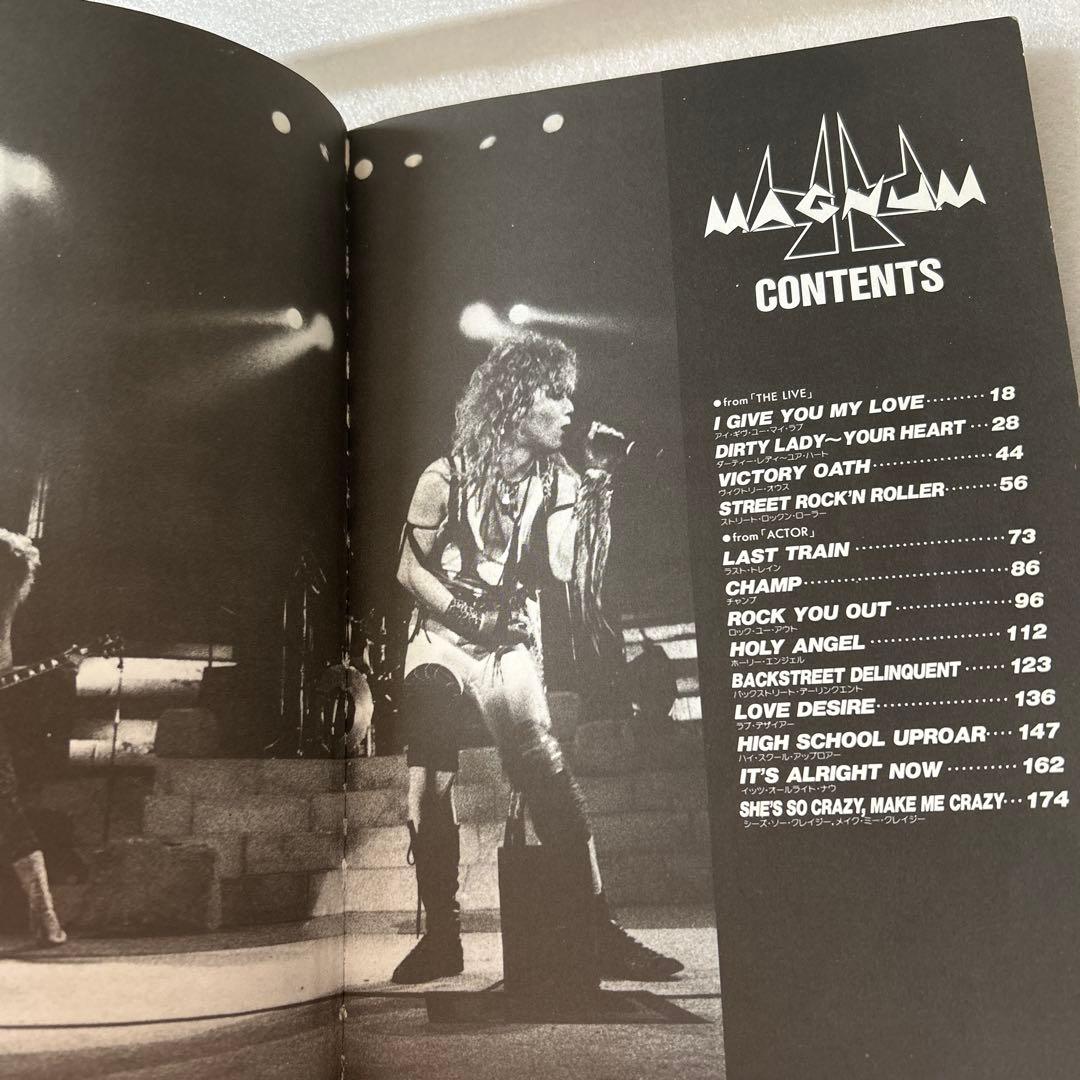 MAGNUM
CONTENTS
●from「THE LIVE」
I GIVE YOU MY LOVE·········18
アイ・ギヴ・ユー・マイ・ラブ
DIRTY LADY～YOUR HEART···28
ダーティー・レディ～ユア・ハート
VICTORY OATH···············44
ヴィクトリー・オウス
STREET ROCK'N ROLLER········56
ストリート・ロックン・ローラー
●from「ACTOR」
LAST TRAIN··················73
ラスト・トレイン
CHAMP·························86
チャンプ
ROCK YOU OUT··············96
ロック・ユー・アウト
HOLY ANGEL················112
ホーリー・エンジェル
BACKSTREET DELINQUENT······123
バックストリート・デーリンクエント
LOVE DESIRE················136
ラブ・デザイアー
HIGH SCHOOL UPROAR····147
ハイ・スクール・アップロアー
IT'S ALRIGHT NOW··········162
イッツ・オールライト・ナウ
SHE'S SO CRAZY, MAKE ME CRAZY···174
シーズ・ソー・クレイジー,メイク・ミー・クレイジー